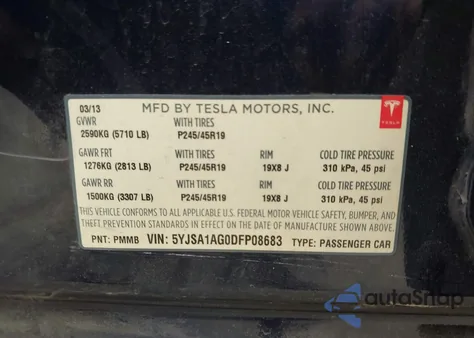 03/13 MFD BY TESLA MOTORS, INC.
GVWR WITH TIRES
2590KG (5710 LB) P245/45R19
TESLA
GAWR FRT WITH TIRES RIM COLD TIRE PRESSURE
1276KG (2813 LB) P245/45R19 19X8 J 310 kPa, 45 psi
GAWR RR WITH TIRES RIM COLD TIRE PRESSURE
1500KG (3307 LB) P245/45R19 19X8 J 310 kPa, 45 psi
THIS VEHICLE CONFORMS TO ALL APPLICABLE U.S. FEDERAL MOTOR VEHICLE SAFETY, BUMPER, AND
THEFT PREVENTION STANDARDS IN EFFECT ON THE DATE OF MANUFACTURE SHOWN ABOVE.
PNT: PMMB VIN: 5YJSA1AG0DFP08683 TYPE: PASSENGER CAR
autoSnap